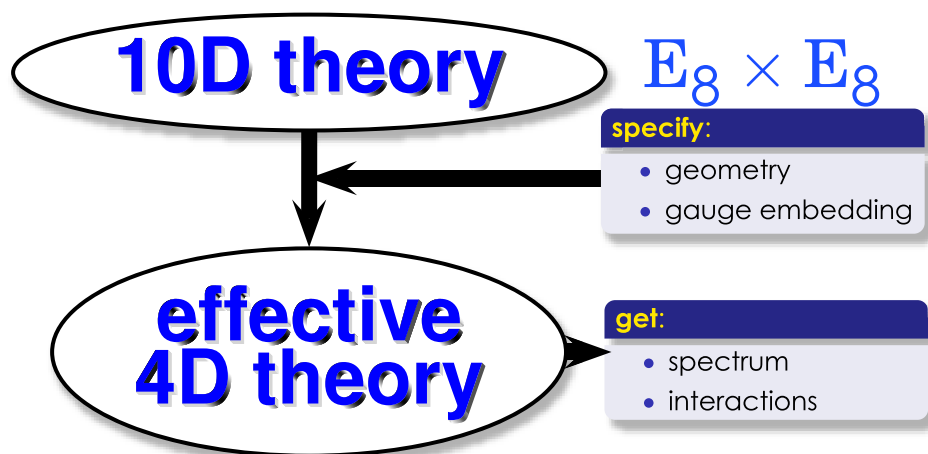 10D theory
E₈ × E₈
specify:
• geometry
• gauge embedding
effective
4D theory
get:
• spectrum
• interactions